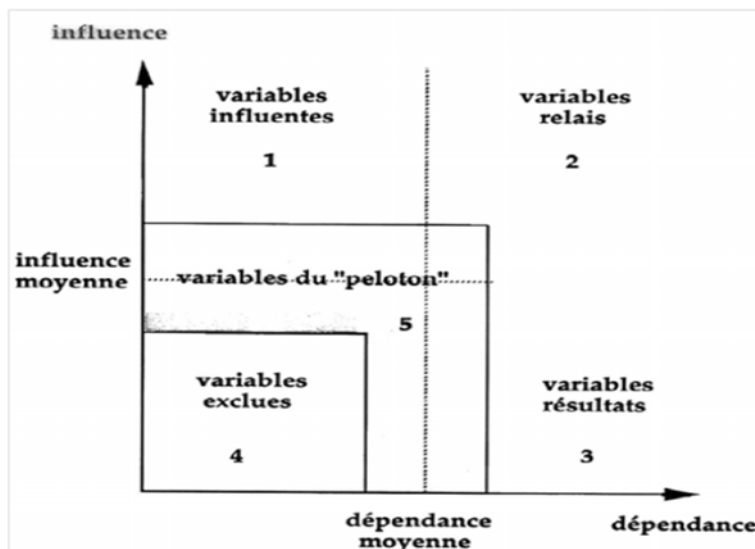 influence
variables
influentes
1
variables
relais
2
influence
moyenne
variables du "peloton"
5
variables
exclues
4
variables
résultats
3
dépendance
moyenne
dépendance